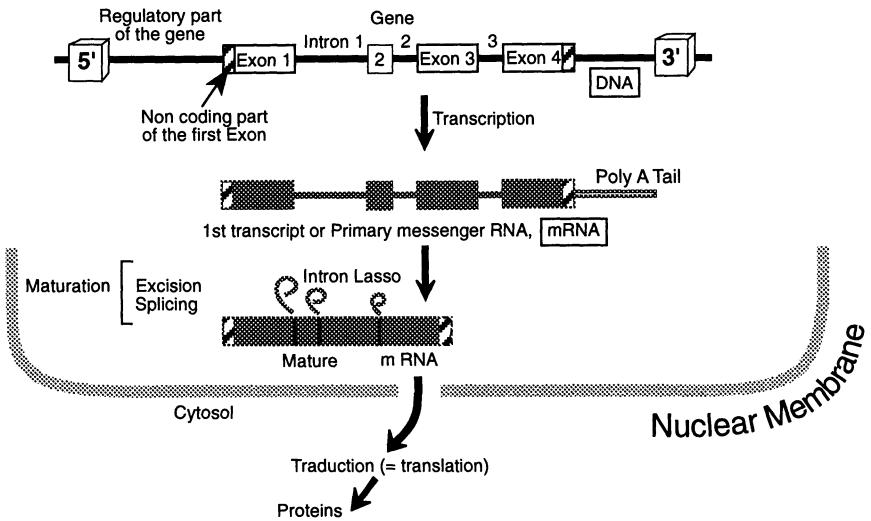 Regulatory part
of the gene
Gene
Intron 1
2
3
5'
Exon 1
2
Exon 3
Exon 4
3'
DNA
Non coding part
of the first Exon
Transcription
Poly A Tail
1st transcript or Primary messenger RNA, mRNA
Maturation
Excision
Splicing
Intron Lasso
Mature m RNA
Cytosol
Nuclear Membrane
Traduction (= translation)
Proteins